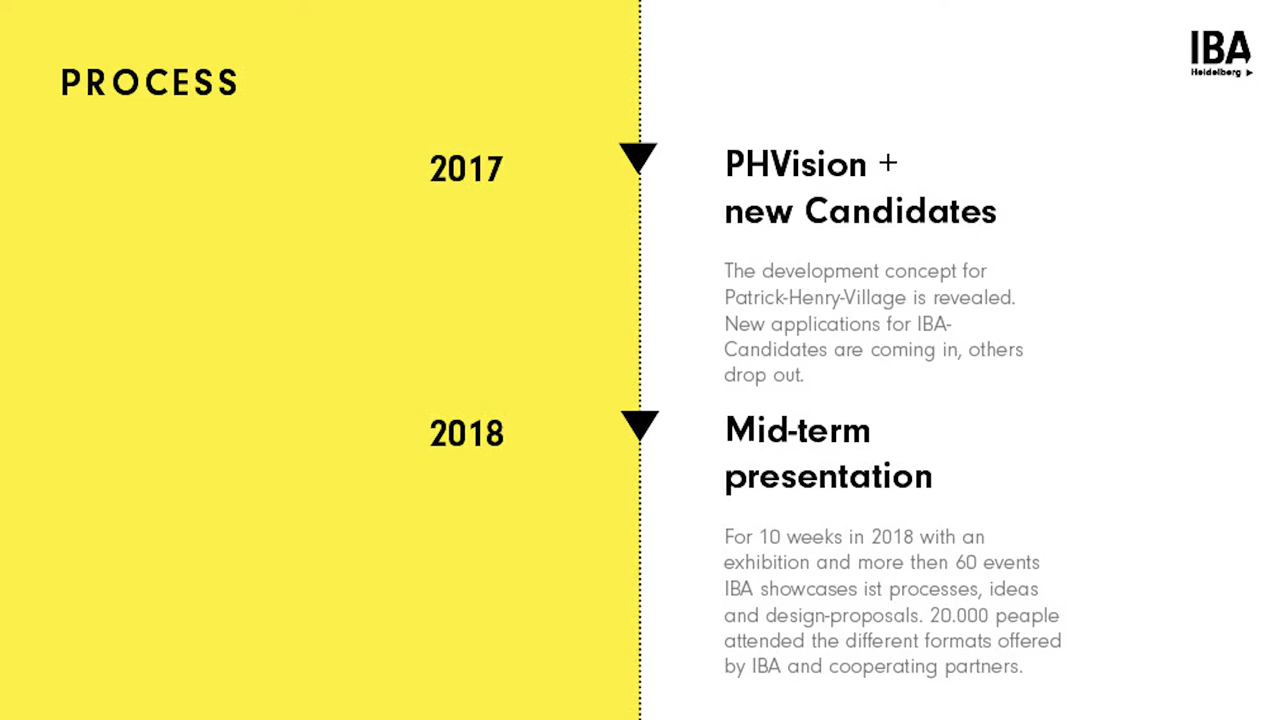 PROCESS
IBA
Heidelberg
2017
PHVision +
new Candidates
The development concept for
Patrick-Henry-Village is revealed.
New applications for IBA-
Candidates are coming in, others
drop out.
2018
Mid-term
presentation
For 10 weeks in 2018 with an
exhibition and more then 60 events
IBA showcases ist processes, ideas
and design-proposals. 20.000 peaple
attended the different formats offered
by IBA and cooperating partners.